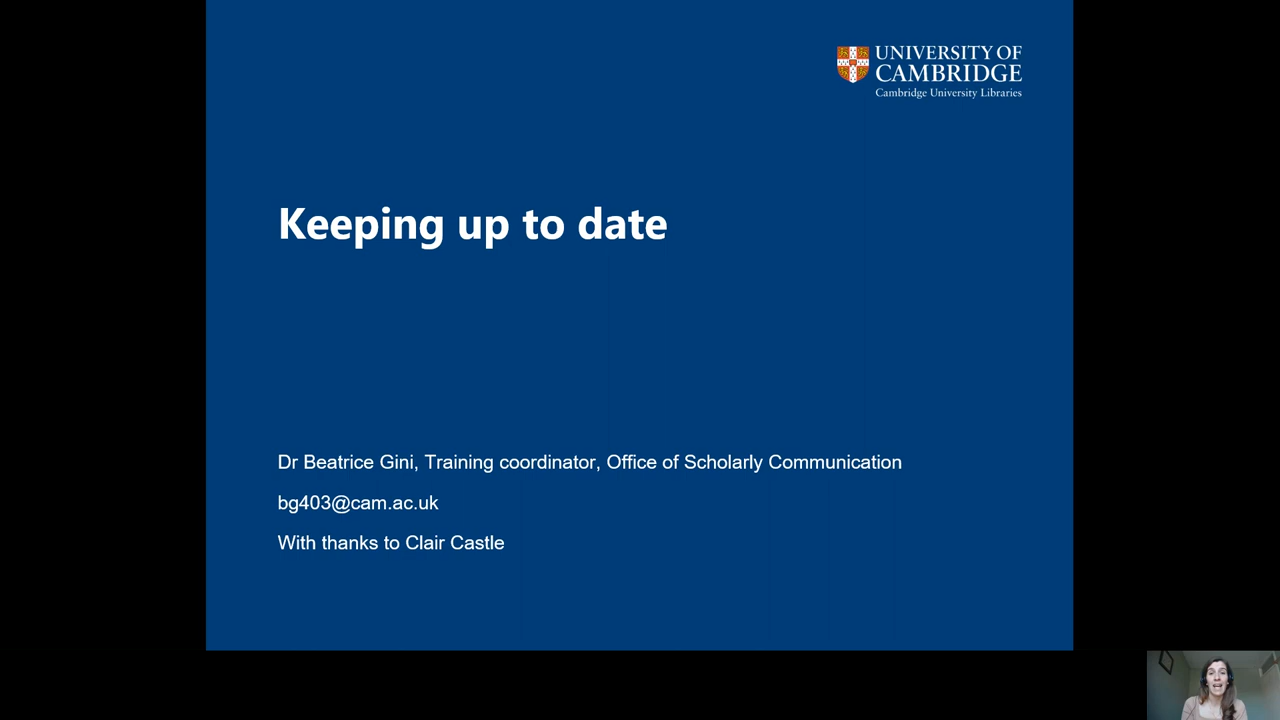 UNIVERSITY OF
CAMBRIDGE
Cambridge University Libraries
Keeping up to date
Dr Beatrice Gini, Training coordinator, Office of Scholarly Communication
bg403@cam.ac.uk
With thanks to Clair Castle